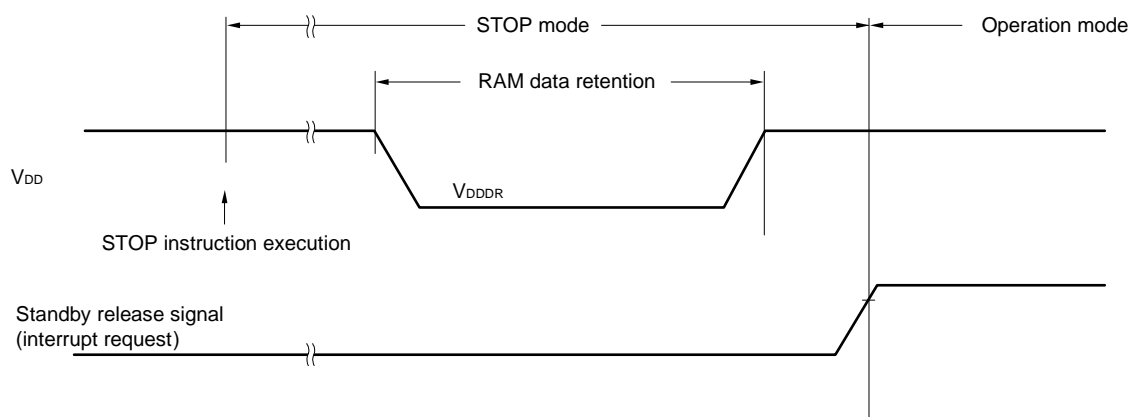 STOP mode
Operation mode
RAM data retention
VDD
VDDDR
STOP instruction execution
Standby release signal
(interrupt request)